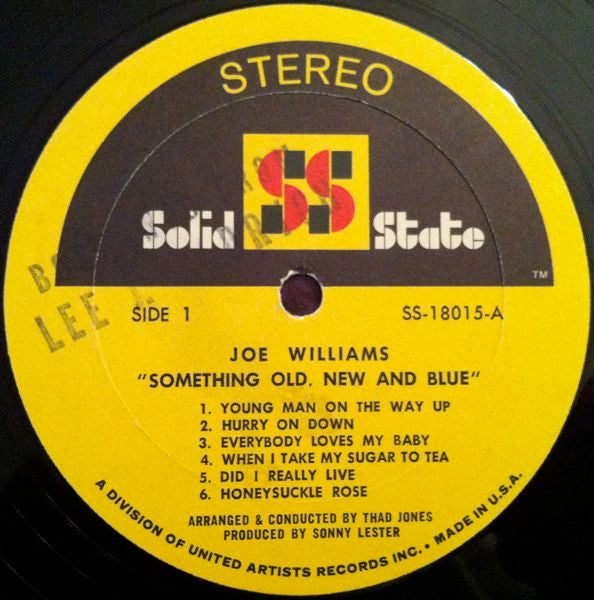 STEREO
SS
Solid State
TM
SIDE 1 SS-18015-A
LEE J.
JOE WILLIAMS
"SOMETHING OLD, NEW AND BLUE"
1. YOUNG MAN ON THE WAY UP
2. HURRY ON DOWN
3. EVERYBODY LOVES MY BABY
4. WHEN I TAKE MY SUGAR TO TEA
5. DID I REALLY LIVE
6. HONEYSUCKLE ROSE
ARRANGED & CONDUCTED BY THAD JONES
PRODUCED BY SONNY LESTER
A DIVISION OF UNITED ARTISTS RECORDS INC. • MADE IN U.S.A.